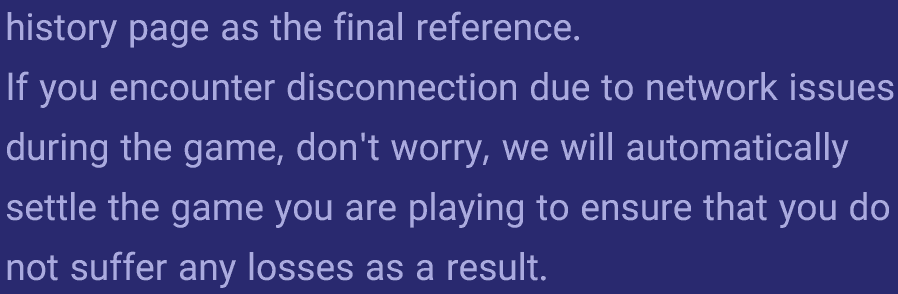 history page as the final reference.
If you encounter disconnection due to network issues
during the game, don't worry, we will automatically
settle the game you are playing to ensure that you do
not suffer any losses as a result.